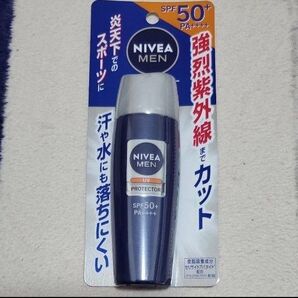 SPF50+
PA++++
炎天下での
スポーツに
NIVEA
MEN
強烈紫外線までカット
汗や水にも落ちにくい
NIVEA
MEN
UV
PROTECTOR
SPF50+
PA++++